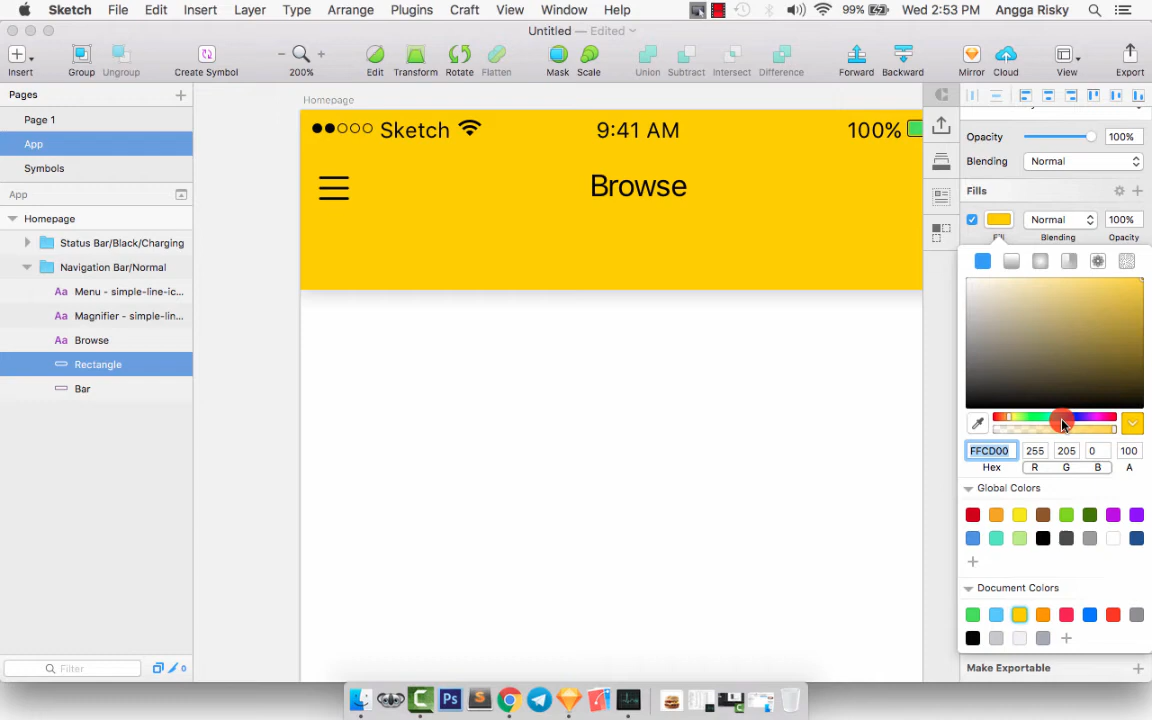 Sketch File Edit Insert Layer Type Arrange Plugins Craft Sketch View Window Help 99% Wed 2:53 PM Angga Risky
Untitled — Edited
Insert Group Ungroup Create Symbol 200% Edit Transform Rotate Flatten Mask Scale Union Subtract Intersect Difference Forward Backward Mirror Cloud View Export
Pages
Page 1
App
Symbols
App
Homepage
Status Bar/Black/Charging
Navigation Bar/Normal
Aa Menu - simple-line-ic...
Aa Magnifier - simple-lin...
Aa Browse
Rectangle
Bar
Filter
0
Homepage
Sketch 9:41 AM 100%
Browse
Opacity 100%
Blending Normal
Fills
Normal 100%
Fill Blending Opacity
FFCD00 255 205 0 100
Hex R G B A
Global Colors
Document Colors
Make Exportable
Ps S